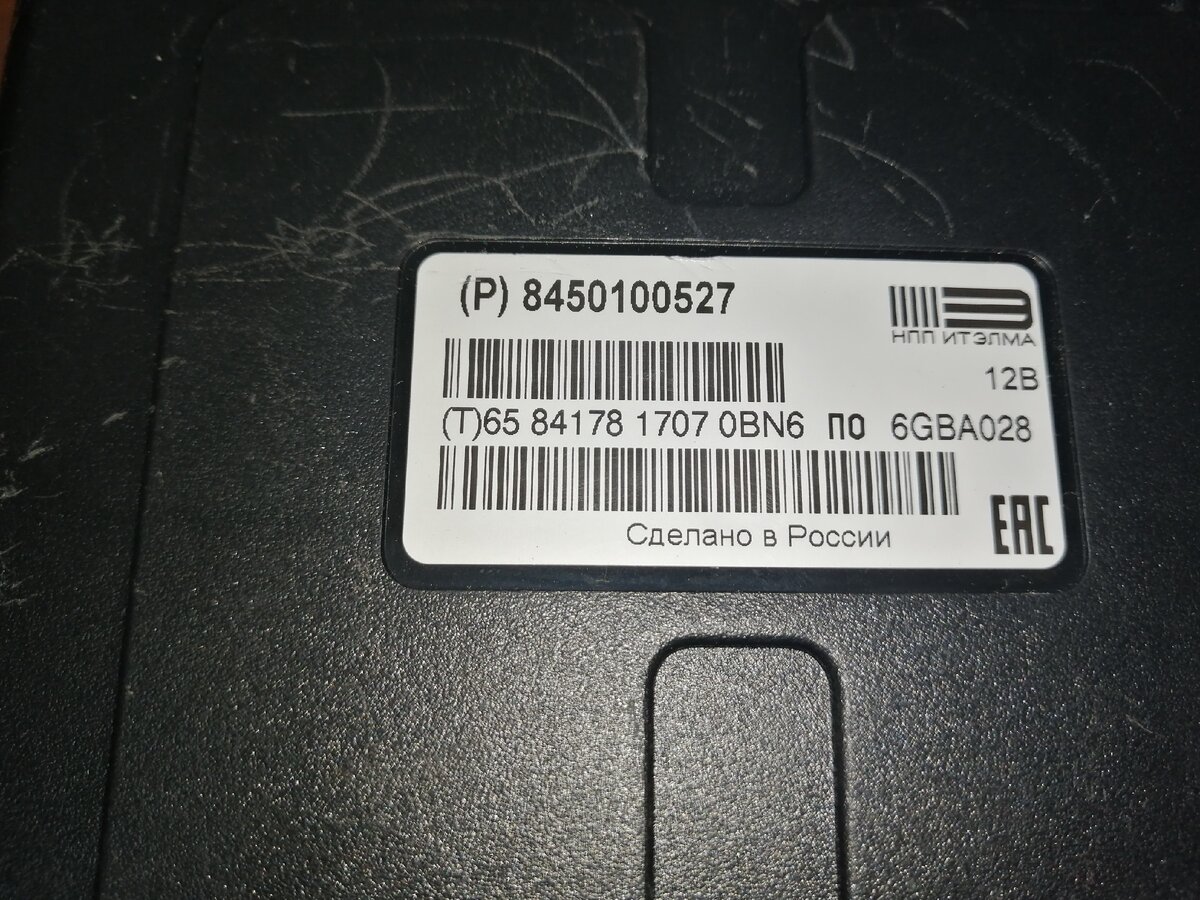 (P) 8450100527
НПП ИТЭЛМА
12В
(T)65 84178 1707 0BN6 ПО 6GBA028
Сделано в России
EAC